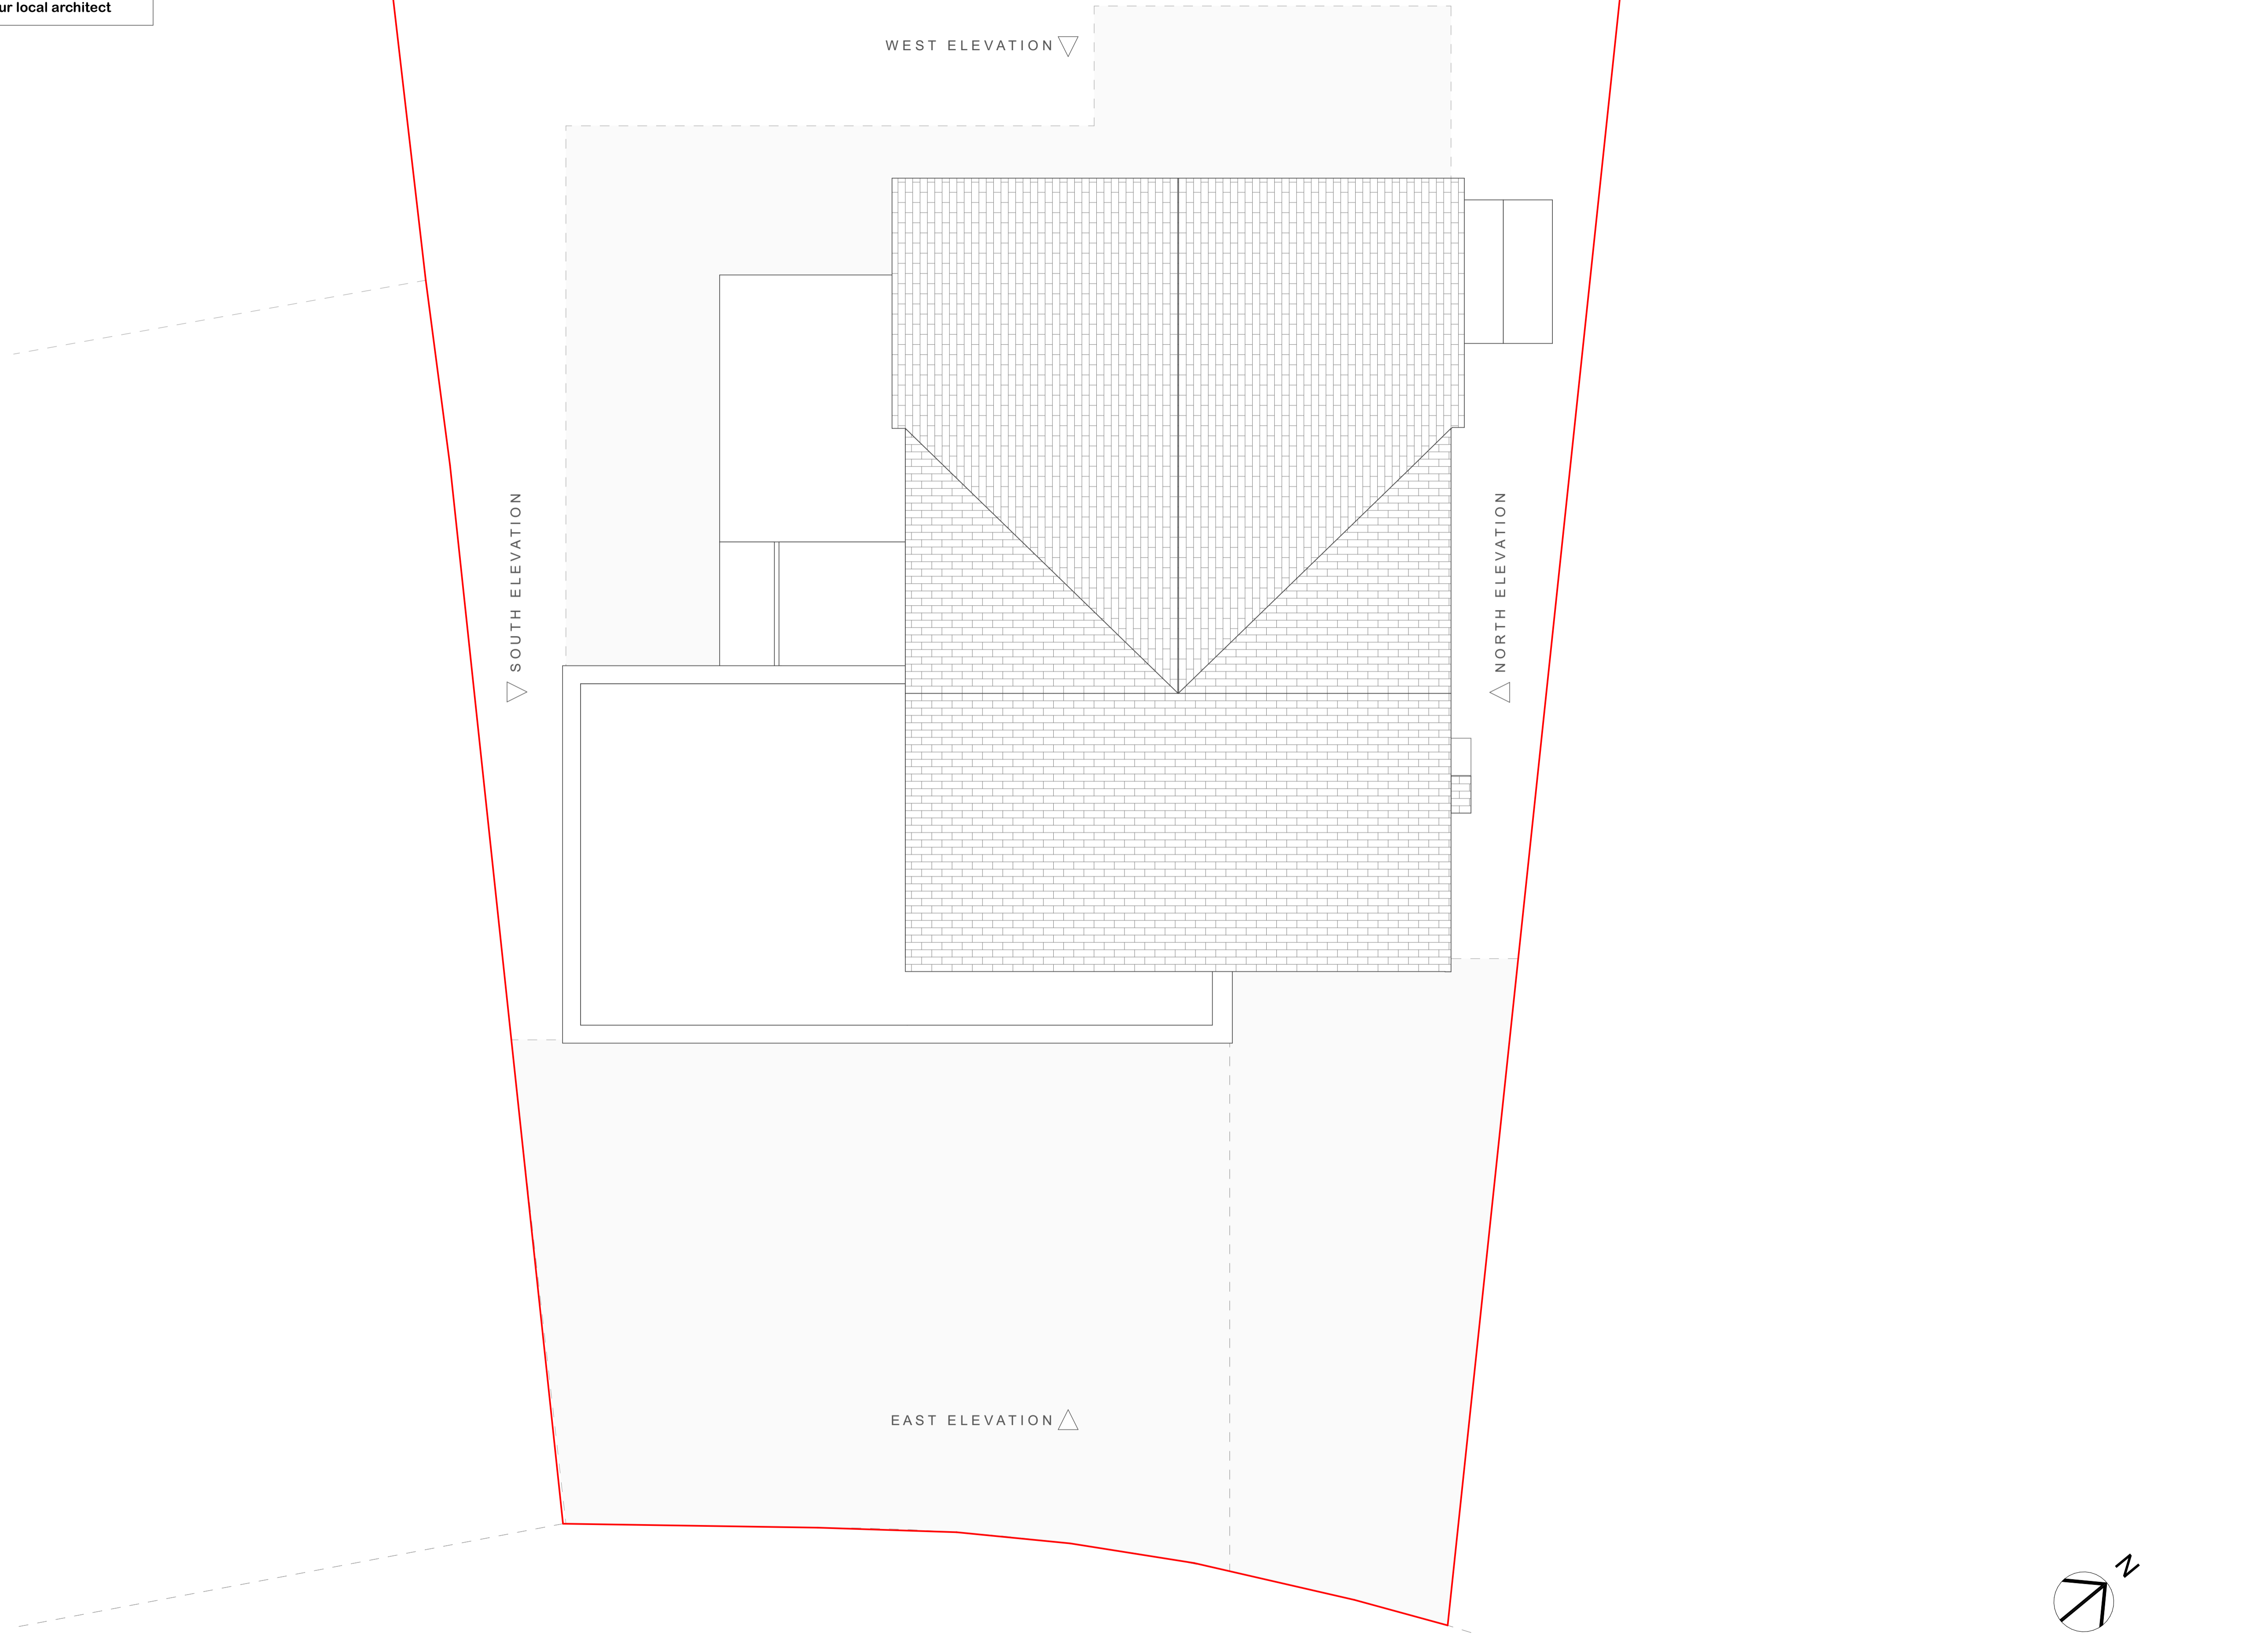 ur local architect
WEST ELEVATION
SOUTH ELEVATION
NORTH ELEVATION
EAST ELEVATION
N